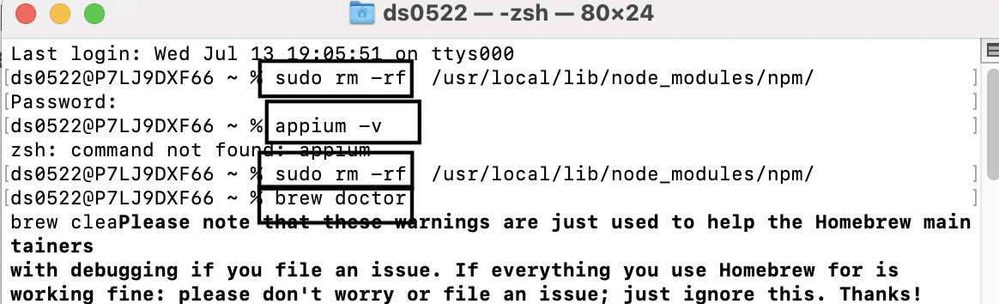 ds0522 — -zsh — 80×24
Last login: Wed Jul 13 19:05:51 on ttys000
[ds0522@P7LJ9DXF66 ~ % sudo rm -rf  /usr/local/lib/node_modules/npm/ ]
[Password: ]
[ds0522@P7LJ9DXF66 ~ % appium -v ]
zsh: command not found: appium
[ds0522@P7LJ9DXF66 ~ % sudo rm -rf  /usr/local/lib/node_modules/npm/ ]
[ds0522@P7LJ9DXF66 ~ % brew doctor ]
brew cleaPlease note that these warnings are just used to help the Homebrew main
tainers
with debugging if you file an issue. If everything you use Homebrew for is
working fine: please don't worry or file an issue; just ignore this. Thanks!